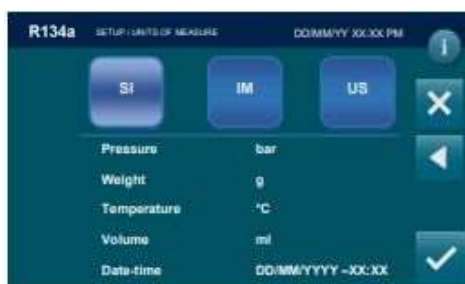 R134a SETUP / UNITS OF MEASURE DD/MM/YY XX:XX PM
i
SI IM US
Pressure bar
Weight g
Temperature °C
Volume ml
Date-time DD/MM/YYYY -XX:XX